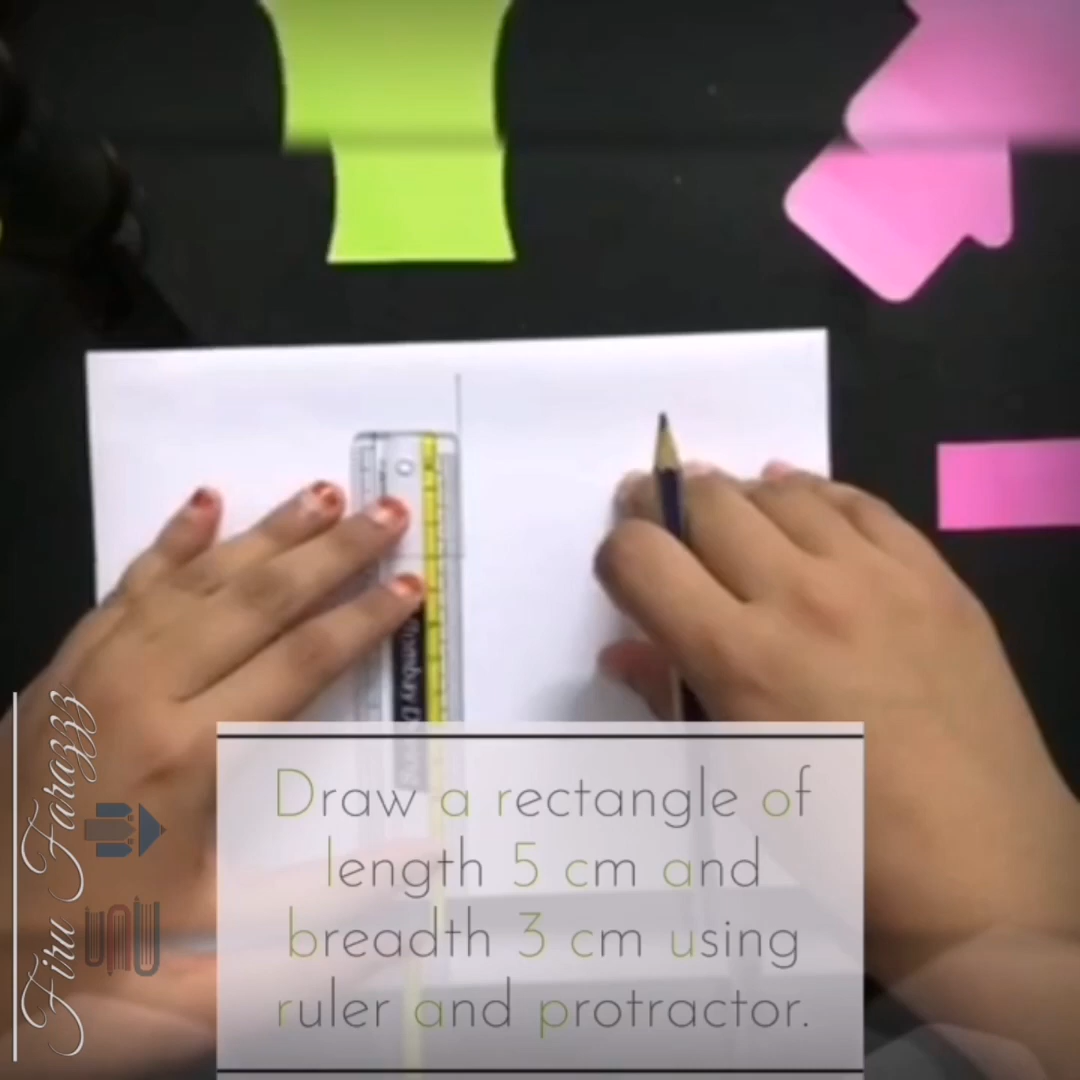 Draw a rectangle of
length 5 cm and
breadth 3 cm using
ruler and protractor.
Firu Farazzz